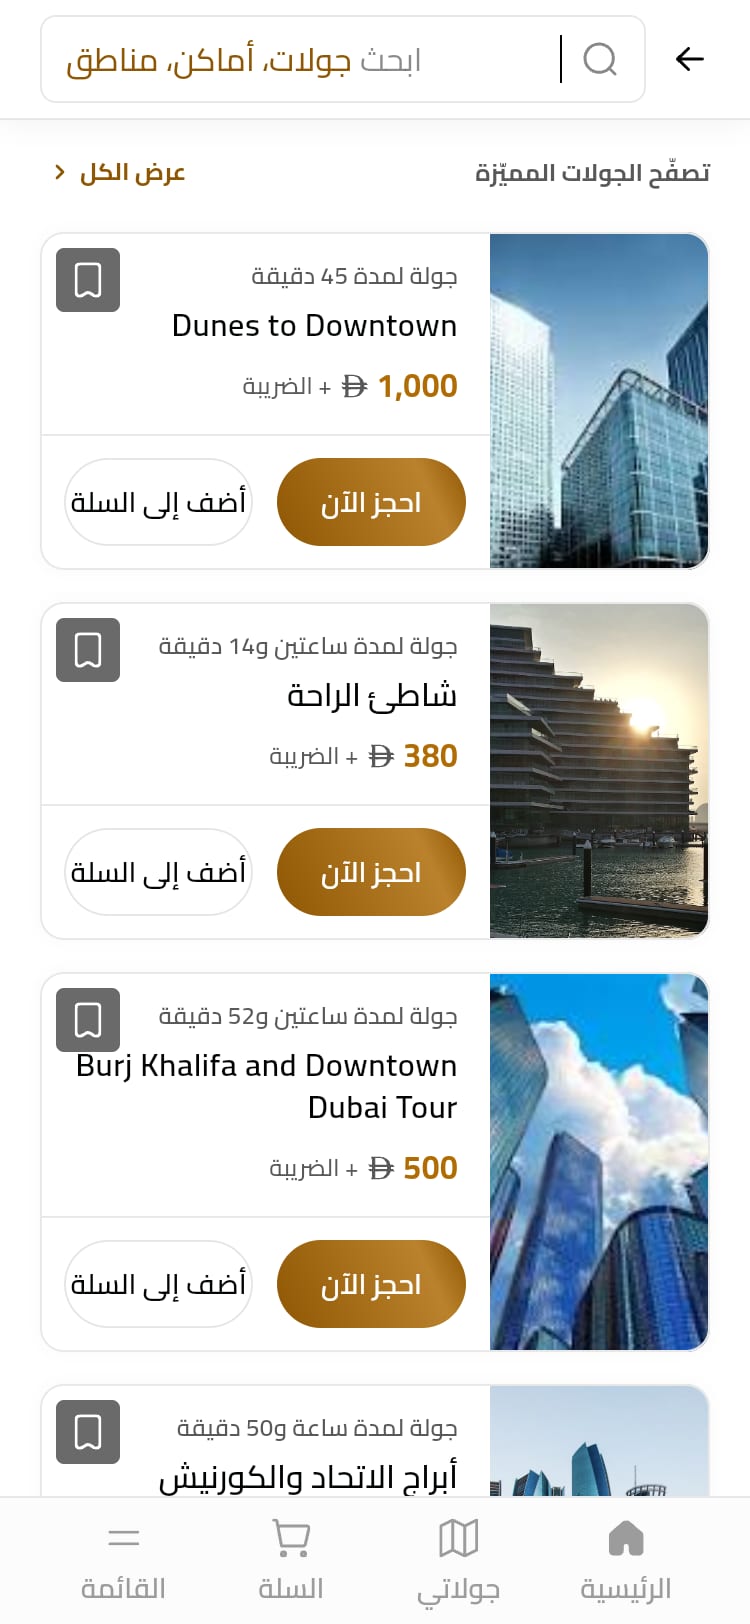 ابحث جولات، أماكن، مناطق
تصفّح الجولات المميّزة
عرض الكل
جولة لمدة 45 دقيقة
Dunes to Downtown
1,000 + الضريبة
احجز الآن
أضف إلى السلة
جولة لمدة ساعتين و14 دقيقة
شاطئ الراحة
380 + الضريبة
احجز الآن
أضف إلى السلة
جولة لمدة ساعتين و52 دقيقة
Burj Khalifa and Downtown
Dubai Tour
500 + الضريبة
احجز الآن
أضف إلى السلة
جولة لمدة ساعة و50 دقيقة
أبراج الاتحاد والكورنيش
الرئيسية
جولاتي
السلة
القائمة